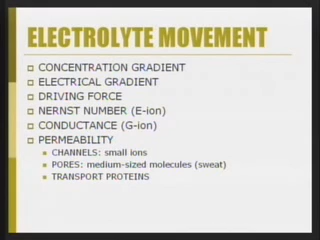 ELECTROLYTE MOVEMENT
CONCENTRATION GRADIENT
ELECTRICAL GRADIENT
DRIVING FORCE
NERNST NUMBER (E-ion)
CONDUCTANCE (G-ion)
PERMEABILITY
CHANNELS: small ions
PORES: medium-sized molecules (sweat)
TRANSPORT PROTEINS